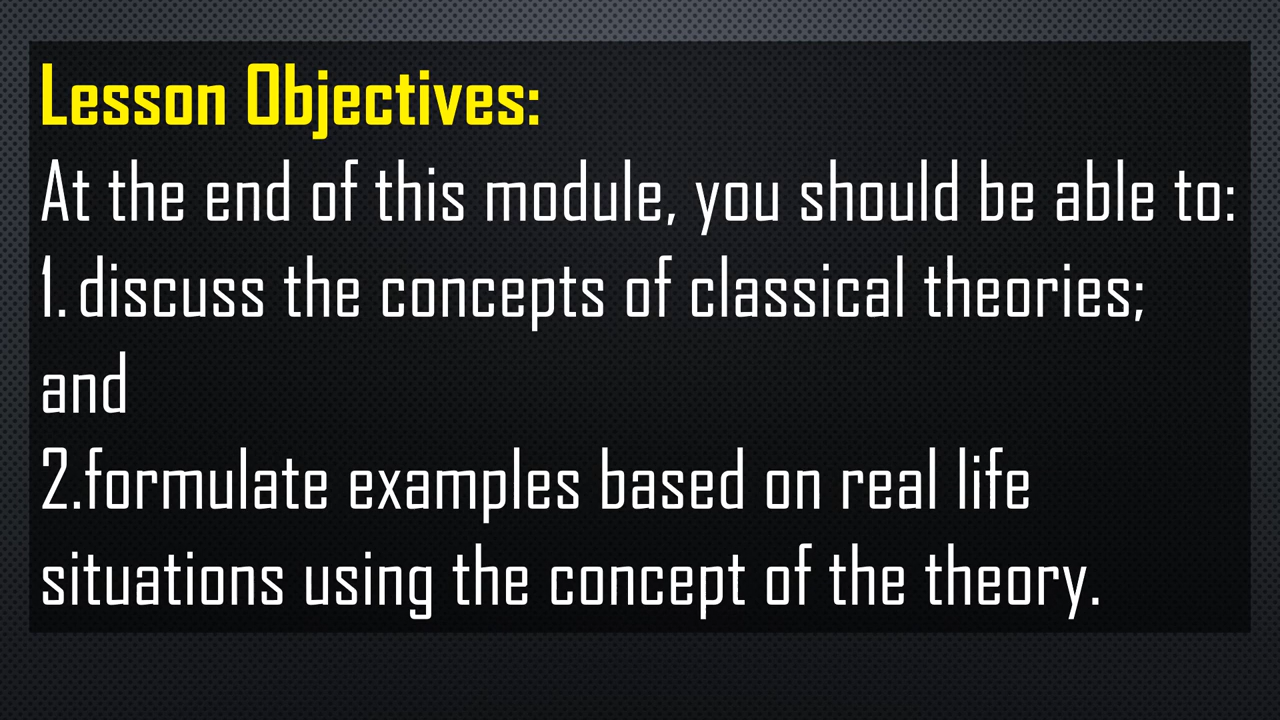 Lesson Objectives:
At the end of this module, you should be able to:
1. discuss the concepts of classical theories;
and
2.formulate examples based on real life
situations using the concept of the theory.